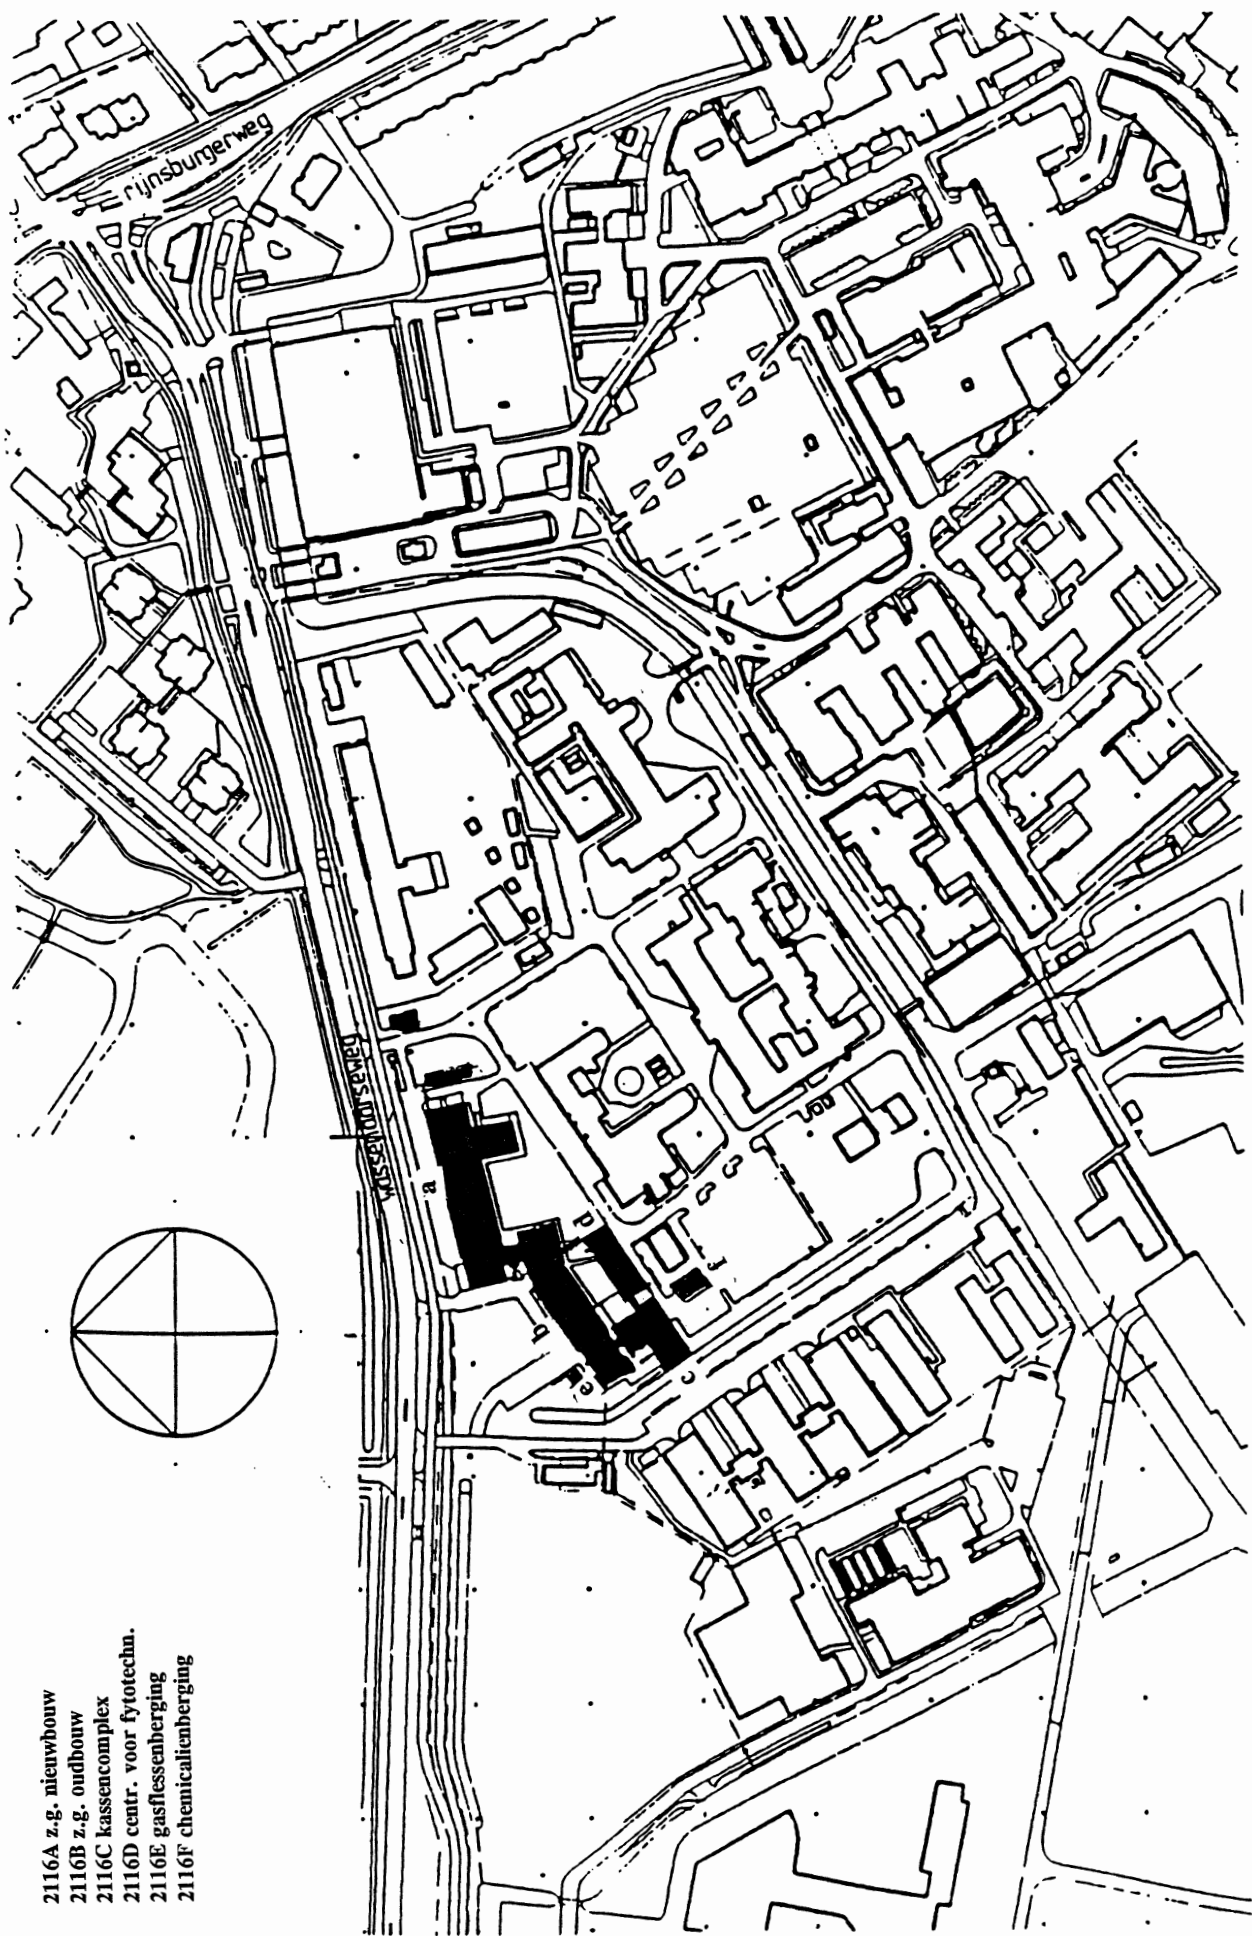 rijnsburgerweg
wassenaarseweg
a
d
f
b
e
c
2116A z.g. nieuwbouw
2116B z.g. oudbouw
2116C kassencomplex
2116D centr. voor fytotechn.
2116E gasflessenberging
2116F chemicalienberging